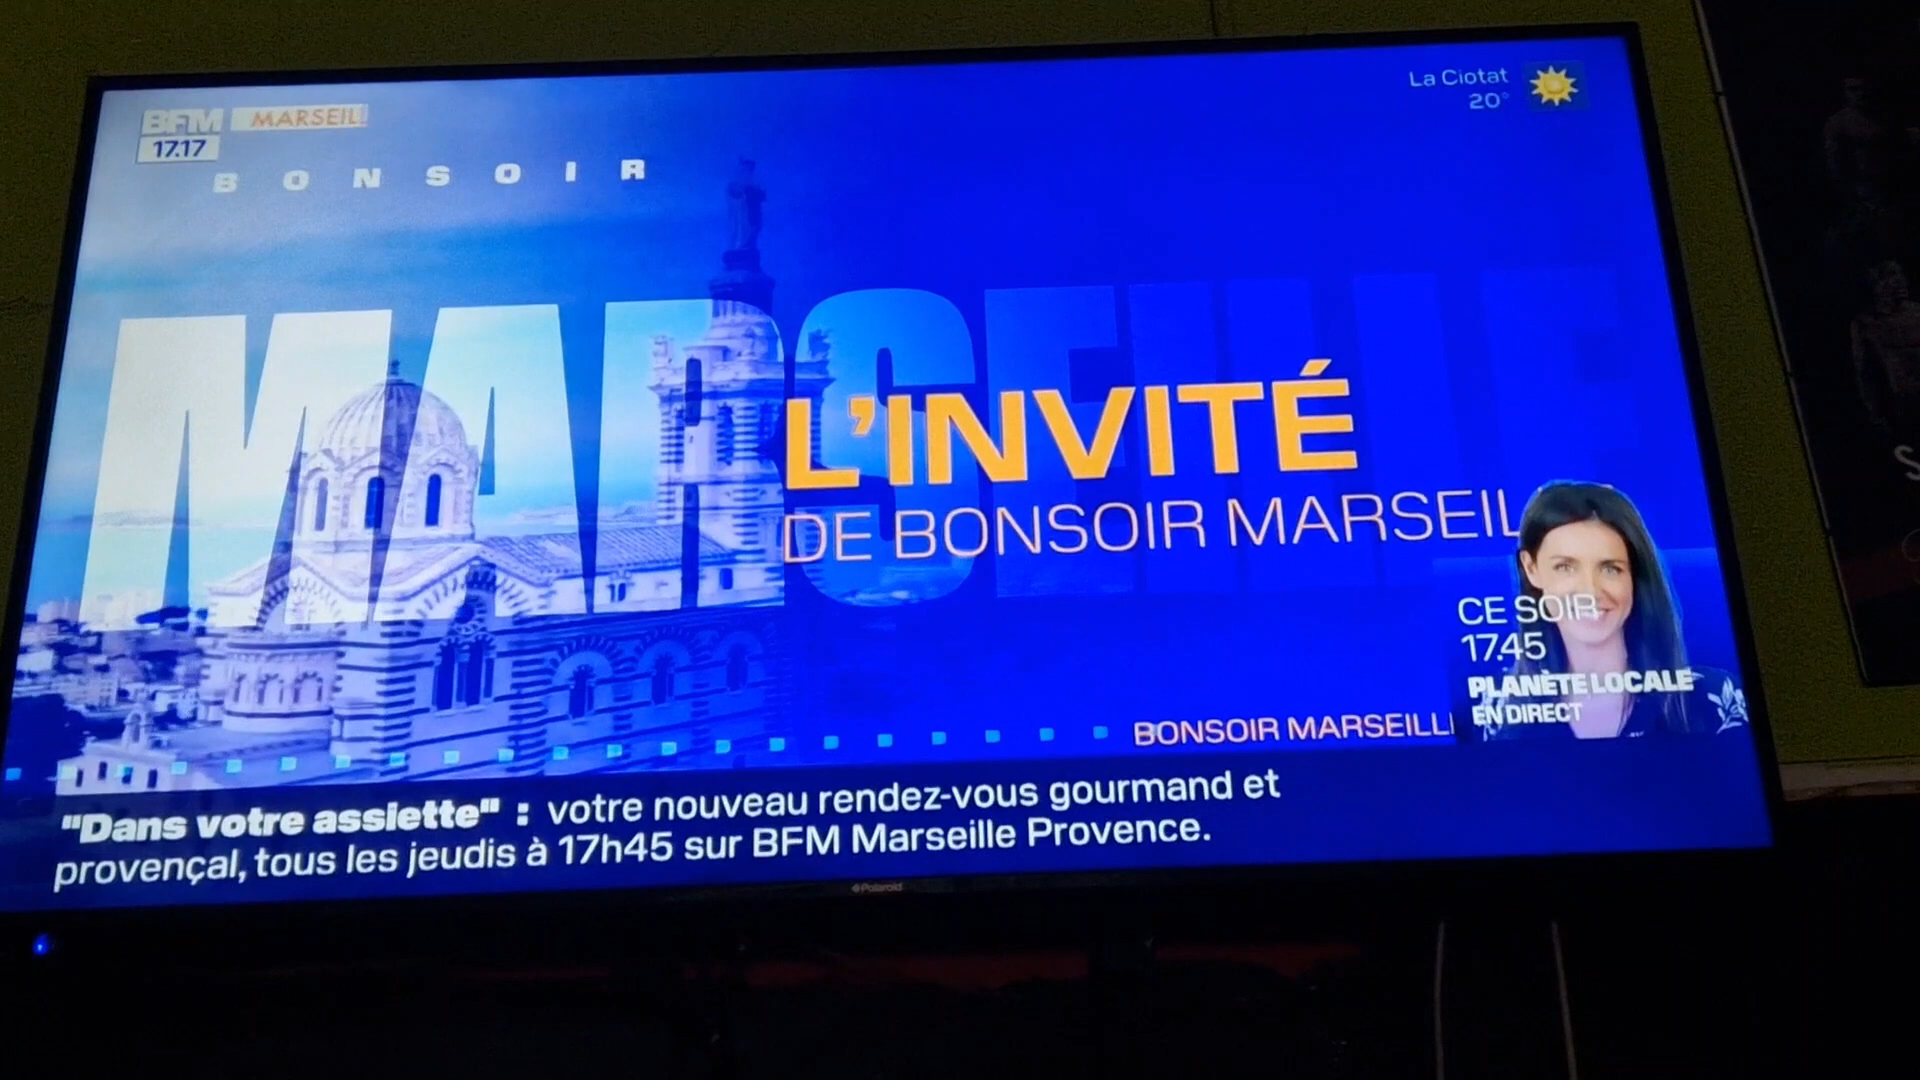 BFM MARSEIL
17.17
La Ciotat
20°
BONSOIR
MARSEILLE
L'INVITÉ
DE BONSOIR MARSEIL
CE SOIR
17.45
PLANÈTE LOCALE
EN DIRECT
BONSOIR MARSEILL
"Dans votre assiette" : votre nouveau rendez-vous gourmand et
provençal, tous les jeudis à 17h45 sur BFM Marseille Provence.
Polaroid